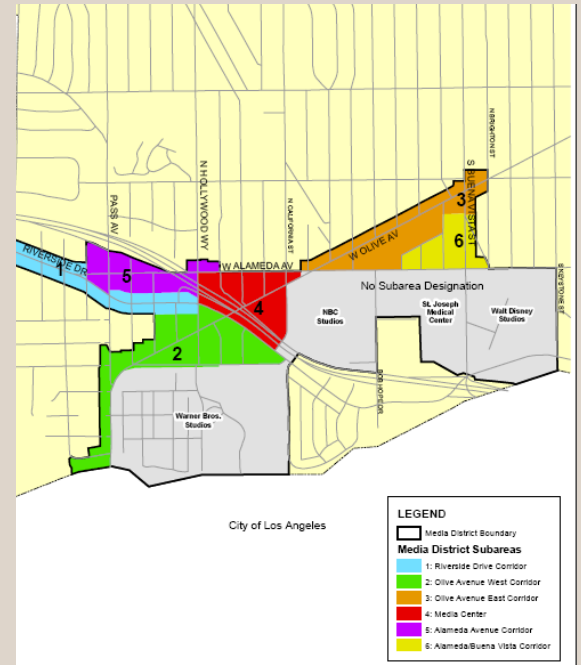 N BRIGHTON ST
S BUENA VISTA ST
N HOLLYWOOD WY
PASS AV
N CALIFORNIA ST
3
W OLIVE AV
6
RIVERSIDE DR
1
5
W ALAMEDA AV
S KEYSTONE ST
No Subarea Designation
4
NBC
Studios
St. Joseph
Medical
Center
Walt Disney
Studios
2
BOB HOPE DR
Warner Bros.
Studios
City of Los Angeles
LEGEND
Media District Boundary
Media District Subareas
1: Riverside Drive Corridor
2: Olive Avenue West Corridor
3: Olive Avenue East Corridor
4: Media Center
5: Alameda Avenue Corridor
6: Alameda/Buena Vista Corridor